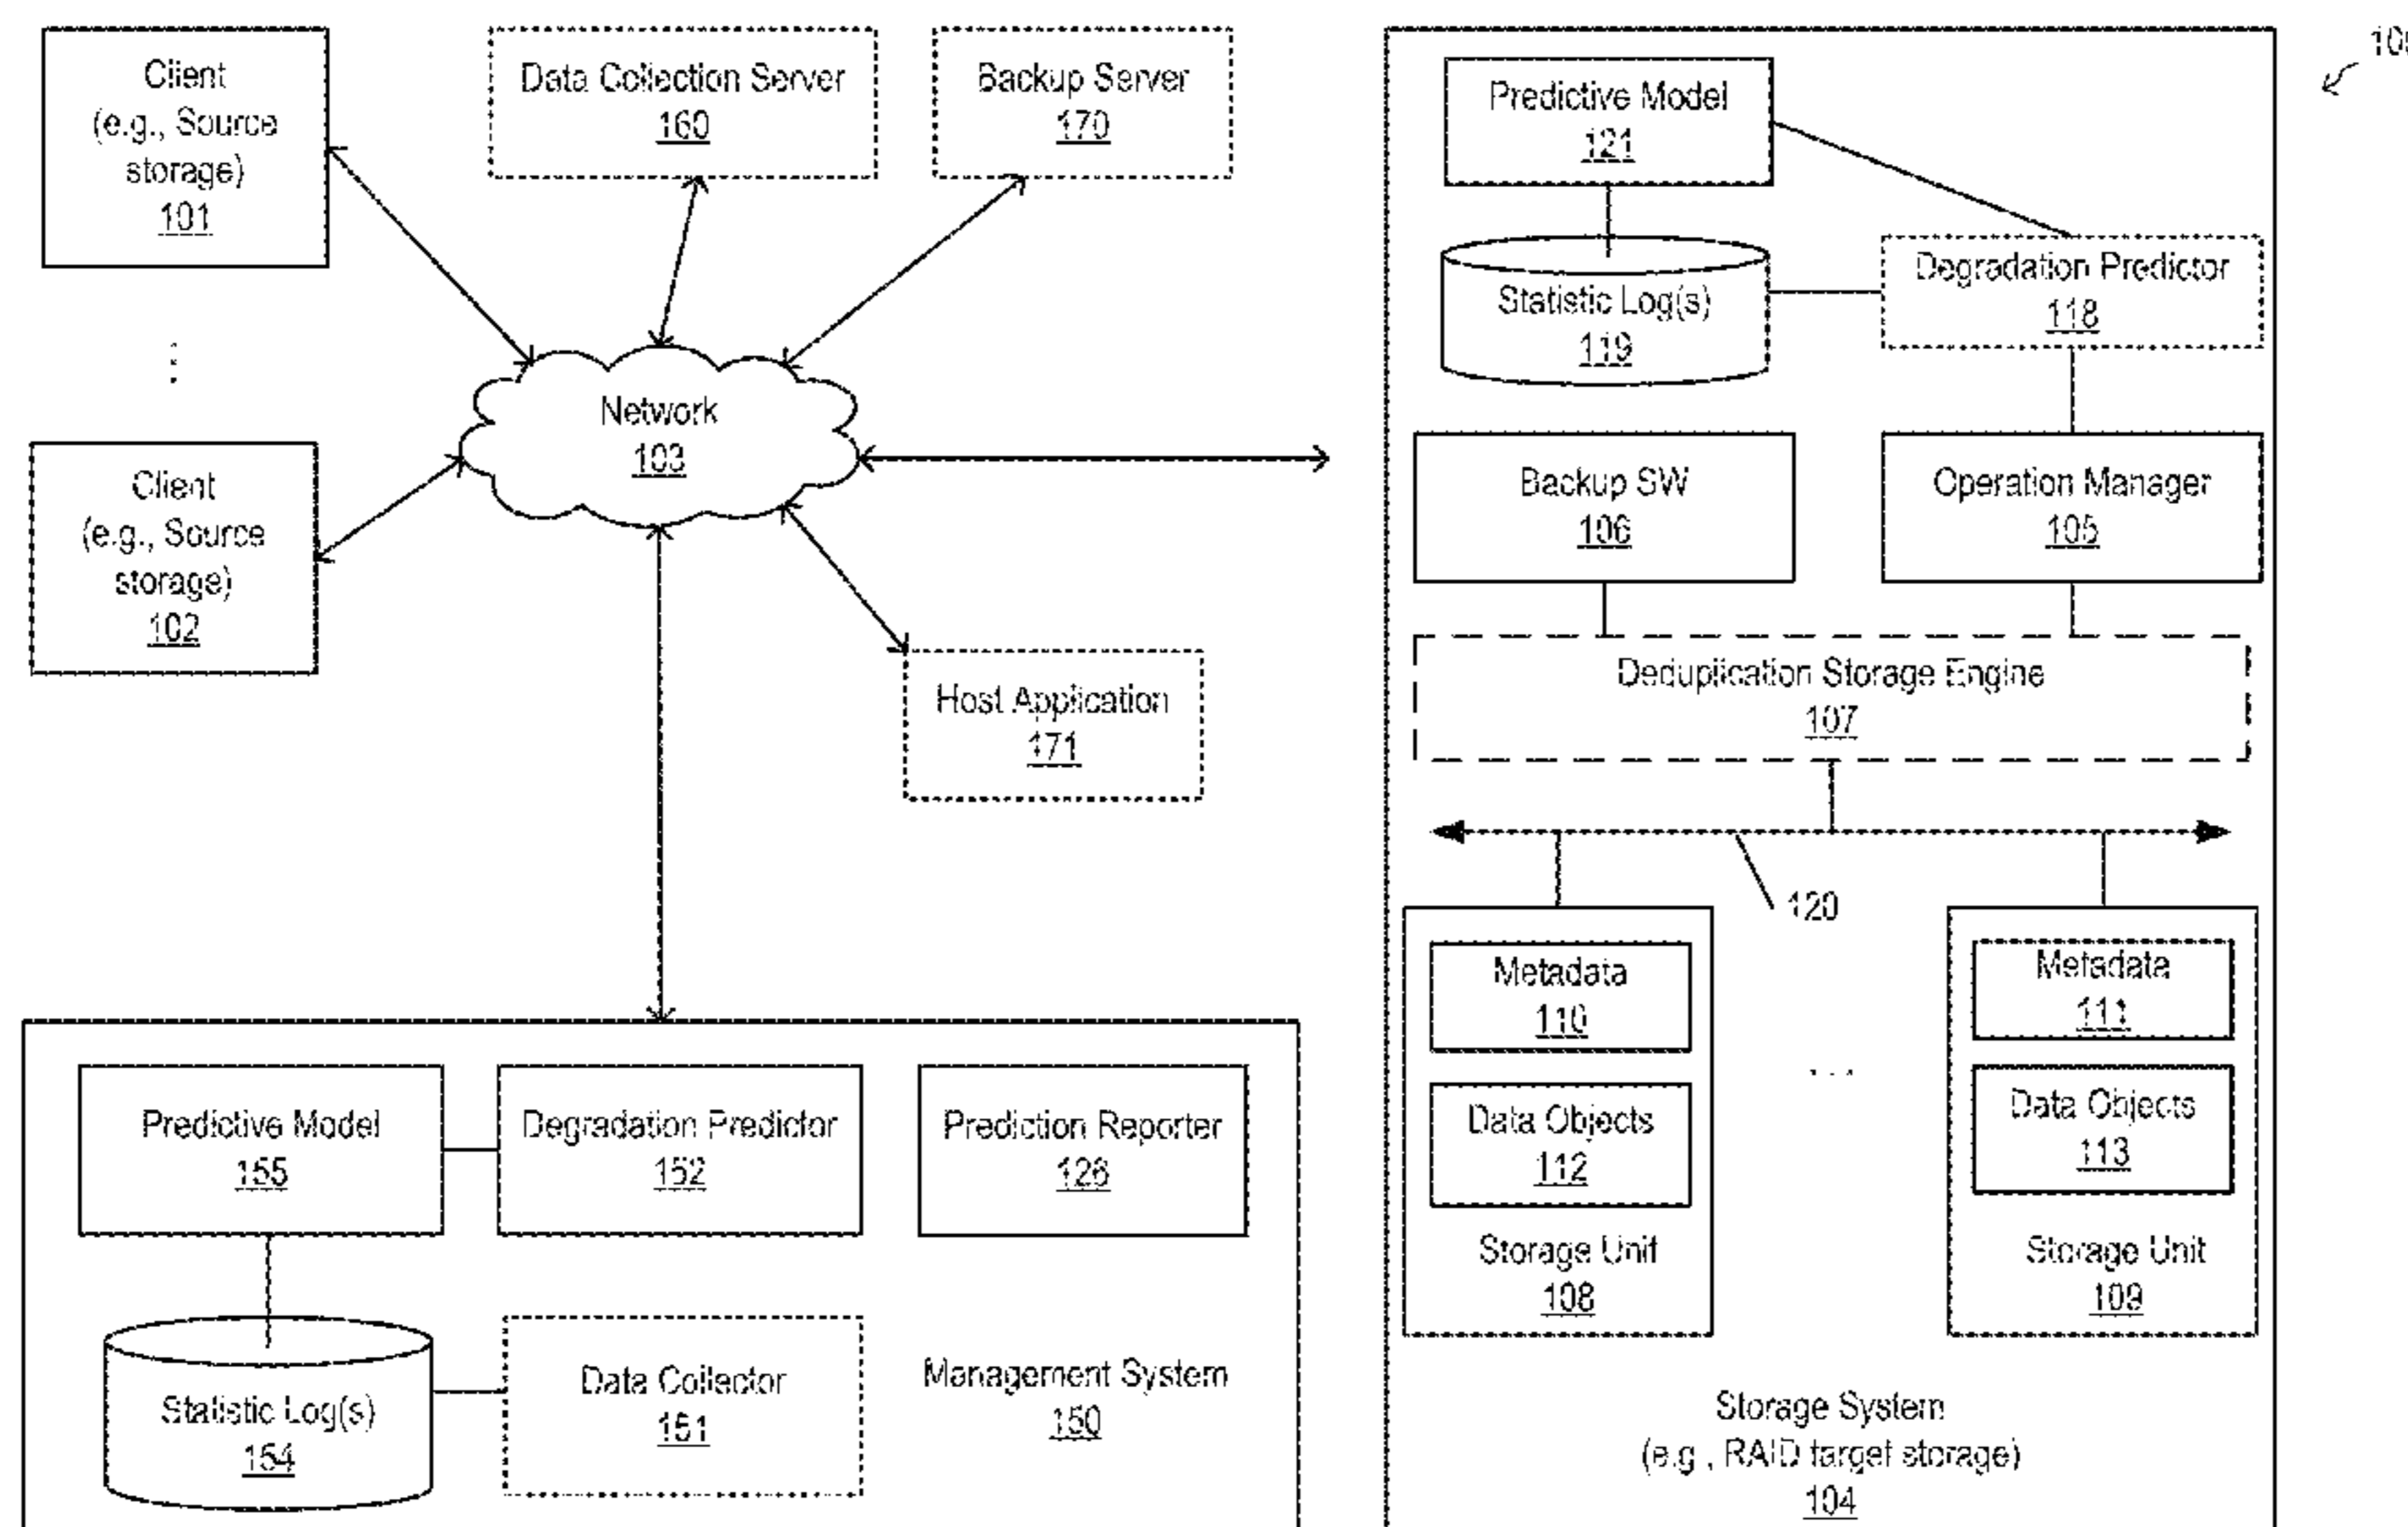 Client
(e.g., Source
storage)
101
Data Collection Server
160
Backup Server
170
Client
(e.g., Source
storage)
102
Network
103
Host Application
171
Predictive Model
155
Degradation Predictor
152
Prediction Reporter
126
Statistic Log(s)
154
Data Collector
151
Management System
150
Predictive Model
121
Statistic Log(s)
119
Degradation Predictor
118
Backup SW
106
Operation Manager
105
Deduplication Storage Engine
107
120
Metadata
110
Data Objects
112
Storage Unit
108
Metadata
111
Data Objects
113
Storage Unit
109
Storage System
(e.g., RAID target storage)
104